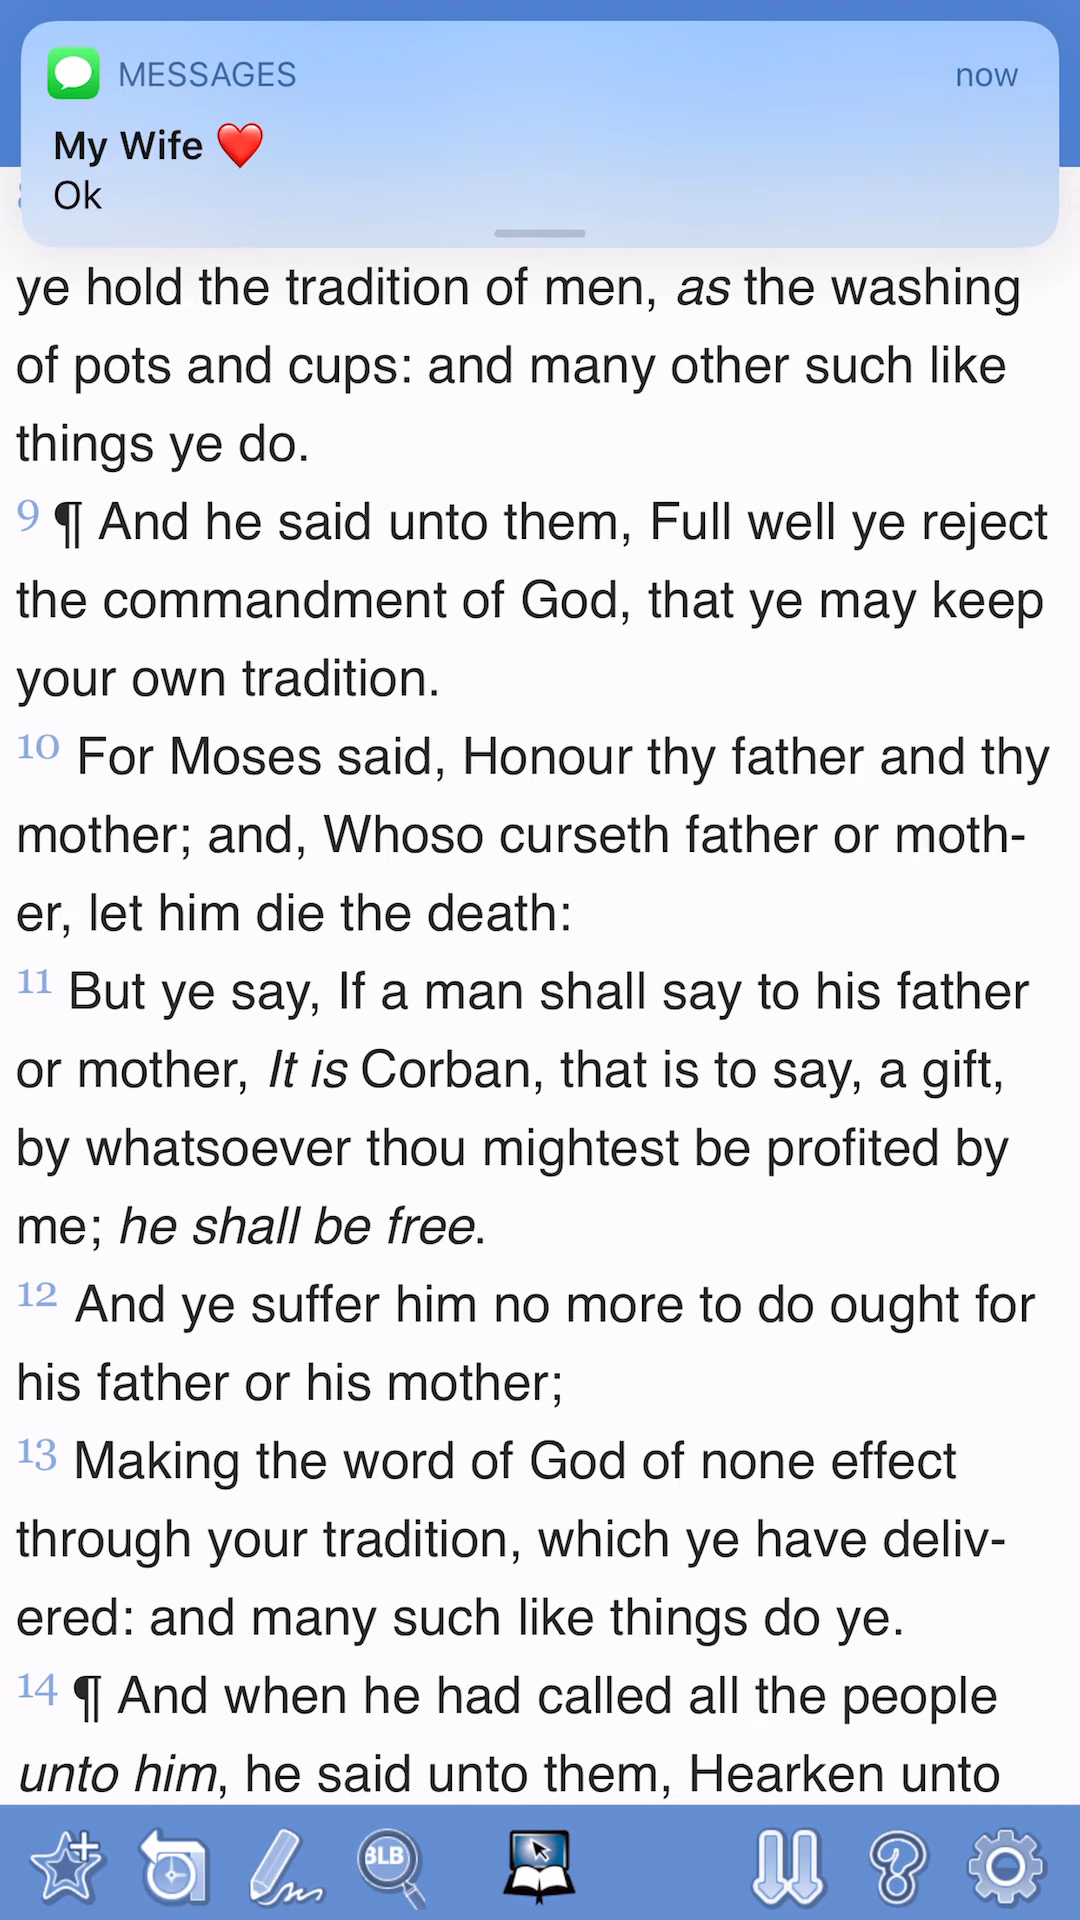 MESSAGES now
My Wife ❤️
Ok
ye hold the tradition of men, as the washing
of pots and cups: and many other such like
things ye do.
9 ¶ And he said unto them, Full well ye reject
the commandment of God, that ye may keep
your own tradition.
10 For Moses said, Honour thy father and thy
mother; and, Whoso curseth father or moth-
er, let him die the death:
11 But ye say, If a man shall say to his father
or mother, It is Corban, that is to say, a gift,
by whatsoever thou mightest be profited by
me; he shall be free.
12 And ye suffer him no more to do ought for
his father or his mother;
13 Making the word of God of none effect
through your tradition, which ye have deliv-
ered: and many such like things do ye.
14 ¶ And when he had called all the people
unto him, he said unto them, Hearken unto
BLB